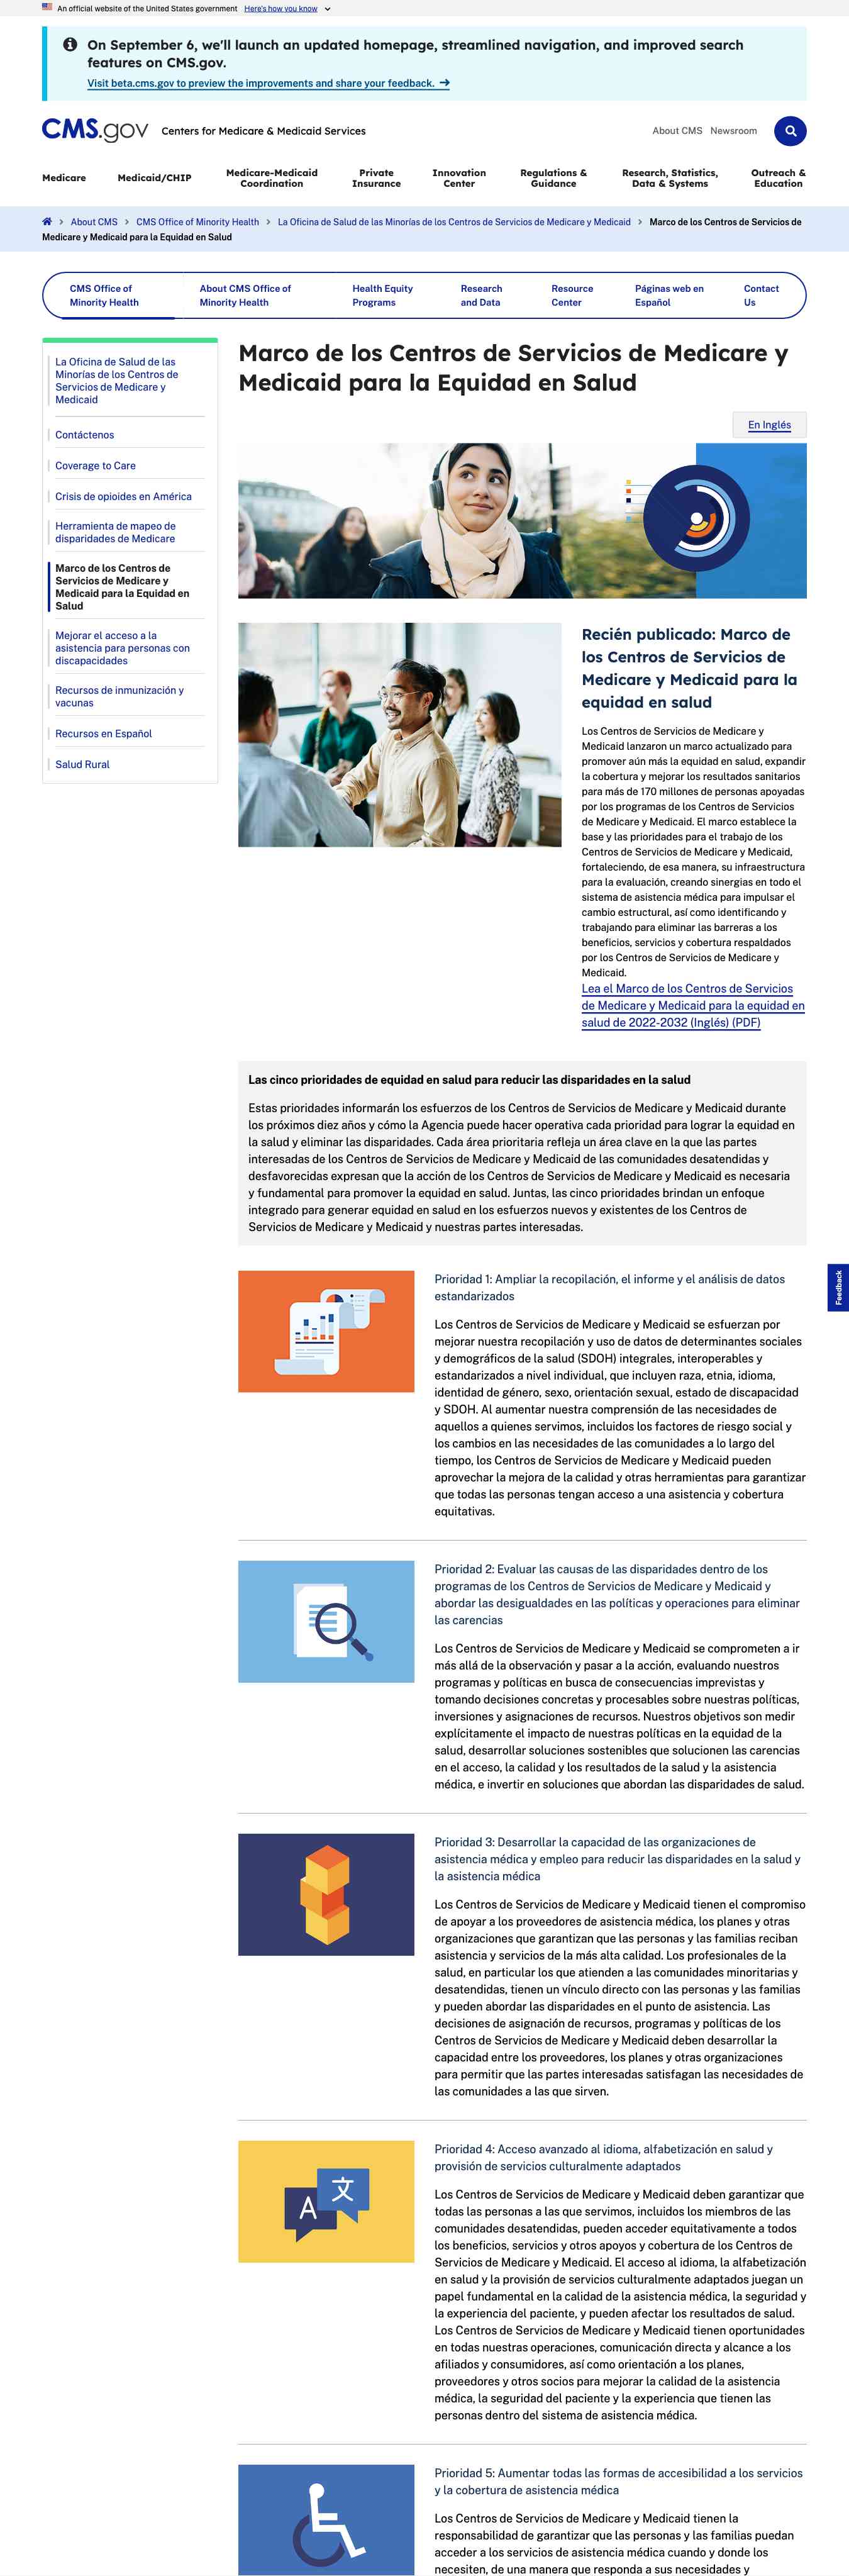 An official website of the United States government Here's how you know
On September 6, we'll launch an updated homepage, streamlined navigation, and improved search
features on CMS.gov.
Visit beta.cms.gov to preview the improvements and share your feedback.
CMS.gov Centers for Medicare & Medicaid Services
About CMS Newsroom
Medicare
Medicaid/CHIP
Medicare-Medicaid
Coordination
Private
Insurance
Innovation
Center
Regulations &
Guidance
Research, Statistics,
Data & Systems
Outreach &
Education
About CMS > CMS Office of Minority Health > La Oficina de Salud de las Minorías de los Centros de Servicios de Medicare y Medicaid > Marco de los Centros de Servicios de
Medicare y Medicaid para la Equidad en Salud
CMS Office of
Minority Health
About CMS Office of
Minority Health
Health Equity
Programs
Research
and Data
Resource
Center
Páginas web en
Español
Contact
Us
La Oficina de Salud de las
Minorías de los Centros de
Servicios de Medicare y
Medicaid
Contáctenos
Coverage to Care
Crisis de opioides en América
Herramienta de mapeo de
disparidades de Medicare
Marco de los Centros de
Servicios de Medicare y
Medicaid para la Equidad en
Salud
Mejorar el acceso a la
asistencia para personas con
discapacidades
Recursos de inmunización y
vacunas
Recursos en Español
Salud Rural
Marco de los Centros de Servicios de Medicare y
Medicaid para la Equidad en Salud
En Inglés
Recién publicado: Marco de
los Centros de Servicios de
Medicare y Medicaid para la
equidad en salud
Los Centros de Servicios de Medicare y
Medicaid lanzaron un marco actualizado para
promover aún más la equidad en salud, expandir
la cobertura y mejorar los resultados sanitarios
para más de 170 millones de personas apoyadas
por los programas de los Centros de Servicios
de Medicare y Medicaid. El marco establece la
base y las prioridades para el trabajo de los
Centros de Servicios de Medicare y Medicaid,
fortaleciendo, de esa manera, su infraestructura
para la evaluación, creando sinergias en todo el
sistema de asistencia médica para impulsar el
cambio estructural, así como identificando y
trabajando para eliminar las barreras a los
beneficios, servicios y cobertura respaldados
por los Centros de Servicios de Medicare y
Medicaid.
Lea el Marco de los Centros de Servicios
de Medicare y Medicaid para la equidad en
salud de 2022-2032 (Inglés) (PDF)
Las cinco prioridades de equidad en salud para reducir las disparidades en la salud
Estas prioridades informarán los esfuerzos de los Centros de Servicios de Medicare y Medicaid durante
los próximos diez años y cómo la Agencia puede hacer operativa cada prioridad para lograr la equidad en
la salud y eliminar las disparidades. Cada área prioritaria refleja un área clave en la que las partes
interesadas de los Centros de Servicios de Medicare y Medicaid de las comunidades desatendidas y
desfavorecidas expresan que la acción de los Centros de Servicios de Medicare y Medicaid es necesaria
y fundamental para promover la equidad en salud. Juntas, las cinco prioridades brindan un enfoque
integrado para generar equidad en salud en los esfuerzos nuevos y existentes de los Centros de
Servicios de Medicare y Medicaid y nuestras partes interesadas.
Feedback
Prioridad 1: Ampliar la recopilación, el informe y el análisis de datos
estandarizados
Los Centros de Servicios de Medicare y Medicaid se esfuerzan por
mejorar nuestra recopilación y uso de datos de determinantes sociales
y demográficos de la salud (SDOH) integrales, interoperables y
estandarizados a nivel individual, que incluyen raza, etnia, idioma,
identidad de género, sexo, orientación sexual, estado de discapacidad
y SDOH. Al aumentar nuestra comprensión de las necesidades de
aquellos a quienes servimos, incluidos los factores de riesgo social y
los cambios en las necesidades de las comunidades a lo largo del
tiempo, los Centros de Servicios de Medicare y Medicaid pueden
aprovechar la mejora de la calidad y otras herramientas para garantizar
que todas las personas tengan acceso a una asistencia y cobertura
equitativas.
Prioridad 2: Evaluar las causas de las disparidades dentro de los
programas de los Centros de Servicios de Medicare y Medicaid y
abordar las desigualdades en las políticas y operaciones para eliminar
las carencias
Los Centros de Servicios de Medicare y Medicaid se comprometen a ir
más allá de la observación y pasar a la acción, evaluando nuestros
programas y políticas en busca de consecuencias imprevistas y
tomando decisiones concretas y procesables sobre nuestras políticas,
inversiones y asignaciones de recursos. Nuestros objetivos son medir
explícitamente el impacto de nuestras políticas en la equidad de la
salud, desarrollar soluciones sostenibles que solucionen las carencias
en el acceso, la calidad y los resultados de la salud y la asistencia
médica, e invertir en soluciones que abordan las disparidades de salud.
Prioridad 3: Desarrollar la capacidad de las organizaciones de
asistencia médica y empleo para reducir las disparidades en la salud y
la asistencia médica
Los Centros de Servicios de Medicare y Medicaid tienen el compromiso
de apoyar a los proveedores de asistencia médica, los planes y otras
organizaciones que garantizan que las personas y las familias reciban
asistencia y servicios de la más alta calidad. Los profesionales de la
salud, en particular los que atienden a las comunidades minoritarias y
desatendidas, tienen un vínculo directo con las personas y las familias
y pueden abordar las disparidades en el punto de asistencia. Las
decisiones de asignación de recursos, programas y políticas de los
Centros de Servicios de Medicare y Medicaid deben desarrollar la
capacidad entre los proveedores, los planes y otras organizaciones
para permitir que las partes interesadas satisfagan las necesidades de
las comunidades a las que sirven.
A 文
Prioridad 4: Acceso avanzado al idioma, alfabetización en salud y
provisión de servicios culturalmente adaptados
Los Centros de Servicios de Medicare y Medicaid deben garantizar que
todas las personas a las que servimos, incluidos los miembros de las
comunidades desatendidas, pueden acceder equitativamente a todos
los beneficios, servicios y otros apoyos y cobertura de los Centros de
Servicios de Medicare y Medicaid. El acceso al idioma, la alfabetización
en salud y la provisión de servicios culturalmente adaptados juegan un
papel fundamental en la calidad de la asistencia médica, la seguridad y
la experiencia del paciente, y pueden afectar los resultados de salud.
Los Centros de Servicios de Medicare y Medicaid tienen oportunidades
en todas nuestras operaciones, comunicación directa y alcance a los
afiliados y consumidores, así como orientación a los planes,
proveedores y otros socios para mejorar la calidad de la asistencia
médica, la seguridad del paciente y la experiencia que tienen las
personas dentro del sistema de asistencia médica.
Prioridad 5: Aumentar todas las formas de accesibilidad a los servicios
y la cobertura de asistencia médica
Los Centros de Servicios de Medicare y Medicaid tienen la
responsabilidad de garantizar que las personas y las familias puedan
acceder a los servicios de asistencia médica cuando y donde los
necesiten, de una manera que responda a sus necesidades y